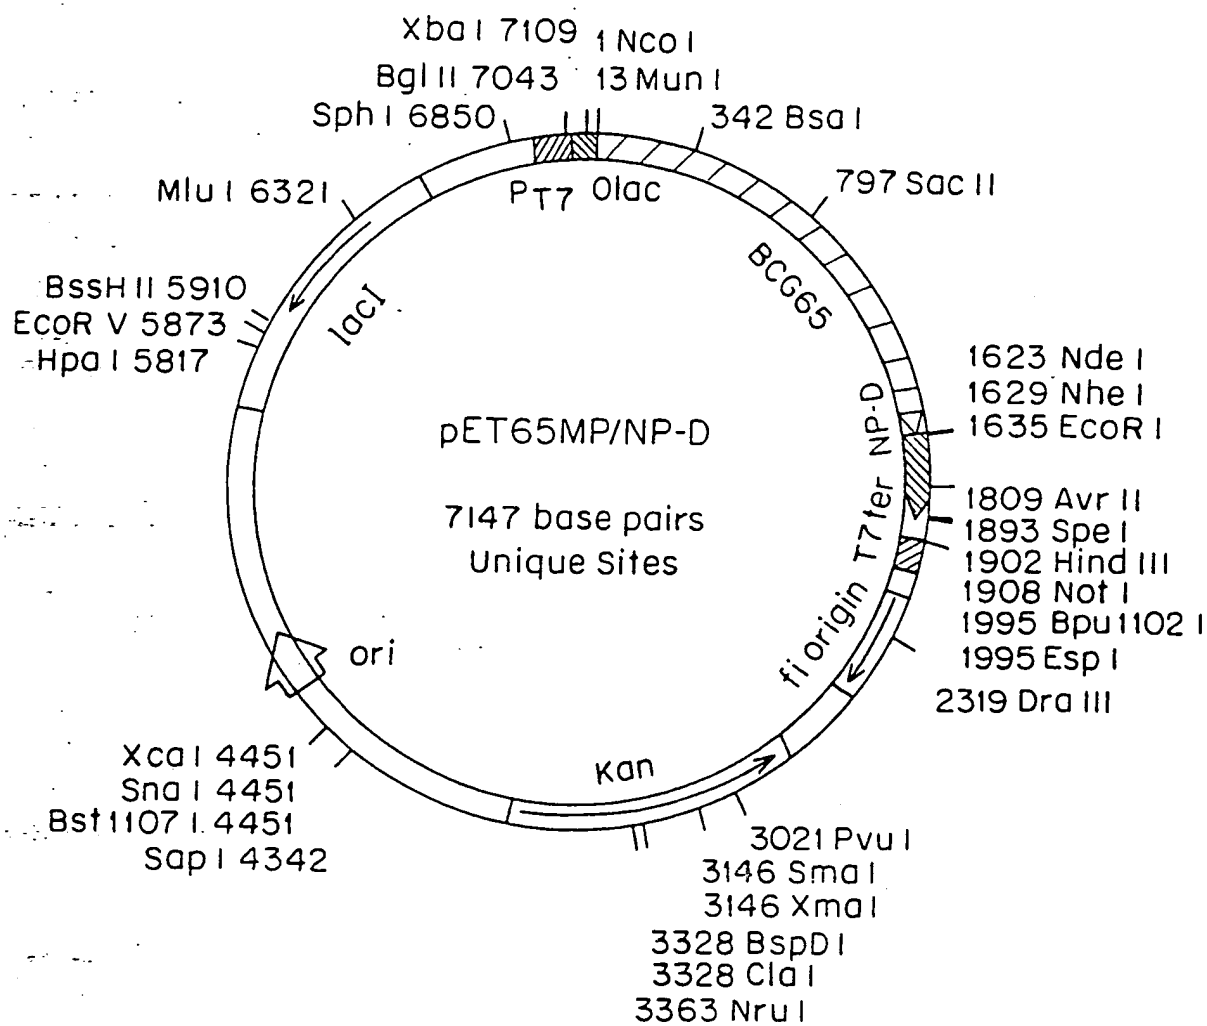 Xba I 7109
1 Nco I
Bgl II 7043
13 Mun I
Sph I 6850
342 Bsa I
Mlu I 6321
PT7
Olac
797 Sac II
BCG65
BssH II 5910
EcoR V 5873
Hpa I 5817
lacI
1623 Nde I
1629 Nhe I
1635 EcoR I
NP-D
pET65MP/NP-D
7147 base pairs
Unique Sites
T7 ter
1809 Avr II
1893 Spe I
1902 Hind III
1908 Not I
1995 Bpu1102 I
1995 Esp I
2319 Dra III
fi origin
ori
Xca I 4451
Sna I 4451
Bst1107 I 4451
Sap I 4342
Kan
3021 Pvu I
3146 Sma I
3146 Xma I
3328 BspD I
3328 Cla I
3363 Nru I